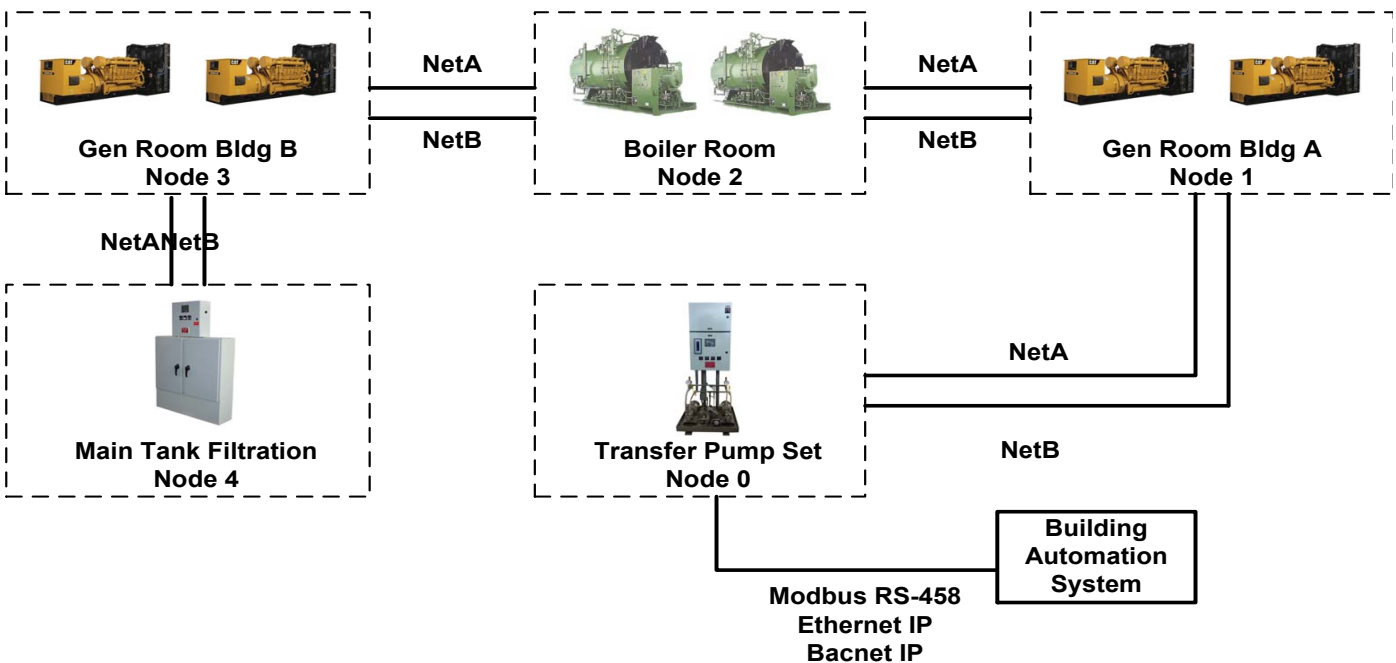 NetA
NetA
NetB
NetB
Gen Room Bldg B
Node 3
Boiler Room
Node 2
Gen Room Bldg A
Node 1
NetA
NetB
NetA
Main Tank Filtration
Node 4
Transfer Pump Set
Node 0
NetB
Building
Automation
System
Modbus RS-458
Ethernet IP
Bacnet IP